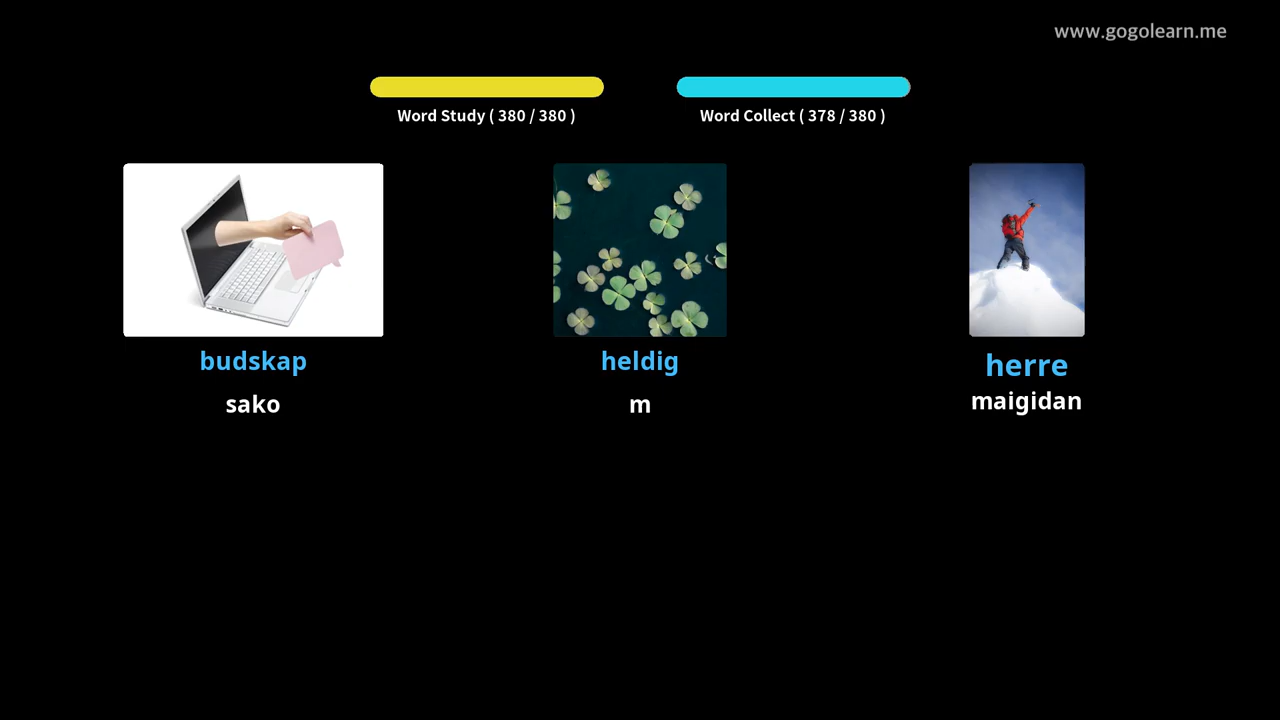 www.gogolearn.me
Word Study ( 380 / 380 )
Word Collect ( 378 / 380 )
budskap
heldig
herre
sako
m
maigidan